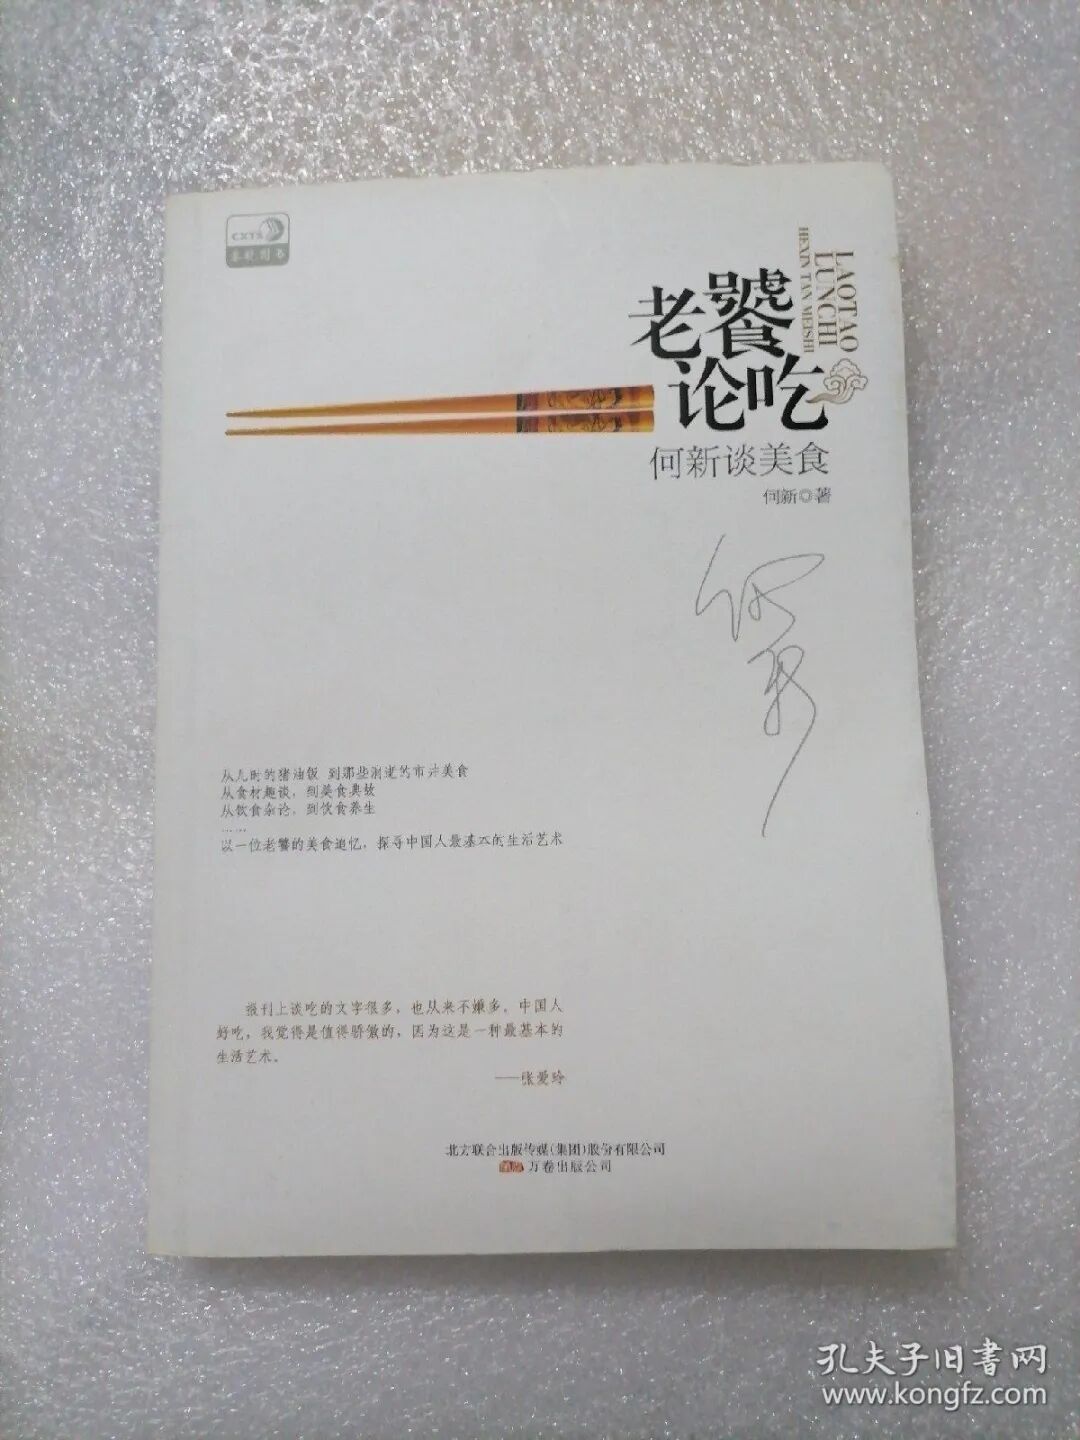 CXTS
春晓图书
LAOTAO
LUNCHI
HEXIN TAN MEISHI
老饕
论吃
何新谈美食
何新◎著
何新
从儿时的猪油饭 到那些消逝的市井美食
从食材趣谈，到美食典故
从饮食杂论，到饮食养生
……
以一位老饕的美食追忆，探寻中国人最基本的生活艺术
报刊上谈吃的文字很多，也从来不嫌多。中国人
好吃，我觉得是值得骄傲的，因为这是一种最基本的
生活艺术。
——张爱玲
北方联合出版传媒(集团)股份有限公司
万卷出版公司
孔夫子旧书网
www.kongfz.com